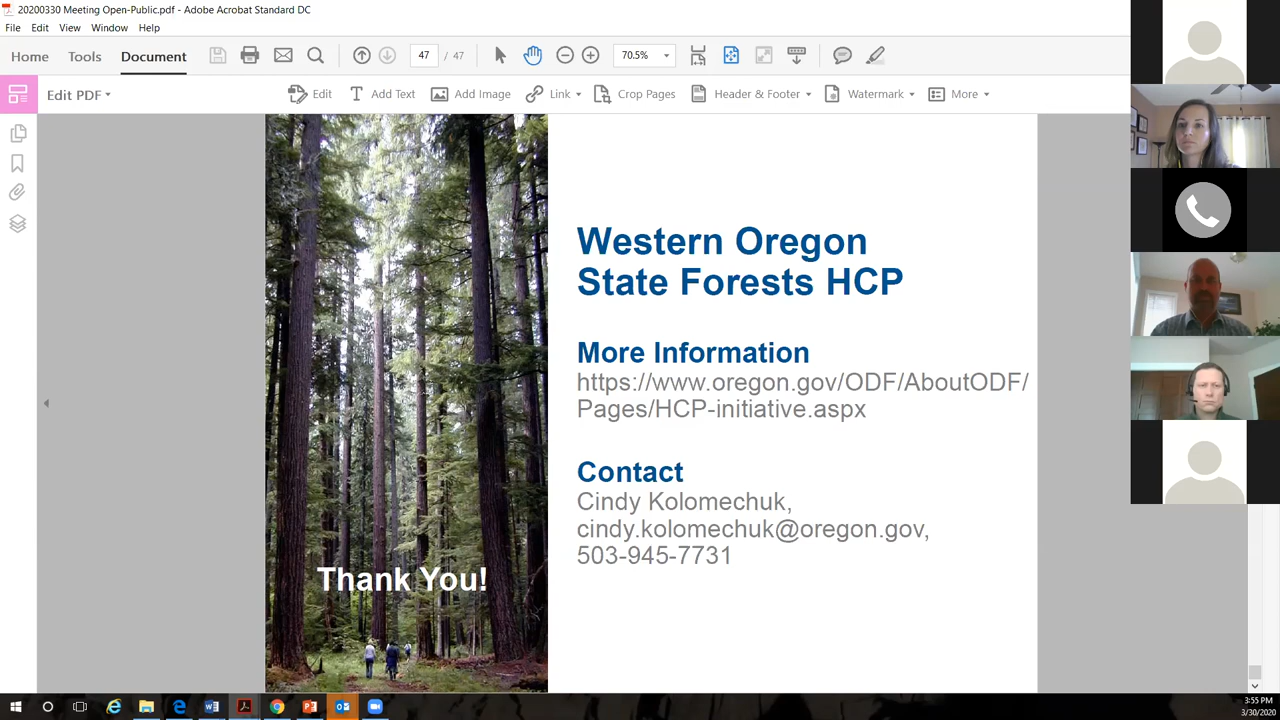 20200330 Meeting Open-Public.pdf - Adobe Acrobat Standard DC
File Edit View Window Help
Home Tools Document 47 / 47 70.5%
Edit PDF Edit Add Text Add Image Link Crop Pages Header & Footer Watermark More
Western Oregon
State Forests HCP
More Information
https://www.oregon.gov/ODF/AboutODF/
Pages/HCP-initiative.aspx
Contact
Cindy Kolomechuk,
cindy.kolomechuk@oregon.gov,
503-945-7731
Thank You!
3:55 PM
3/30/2020